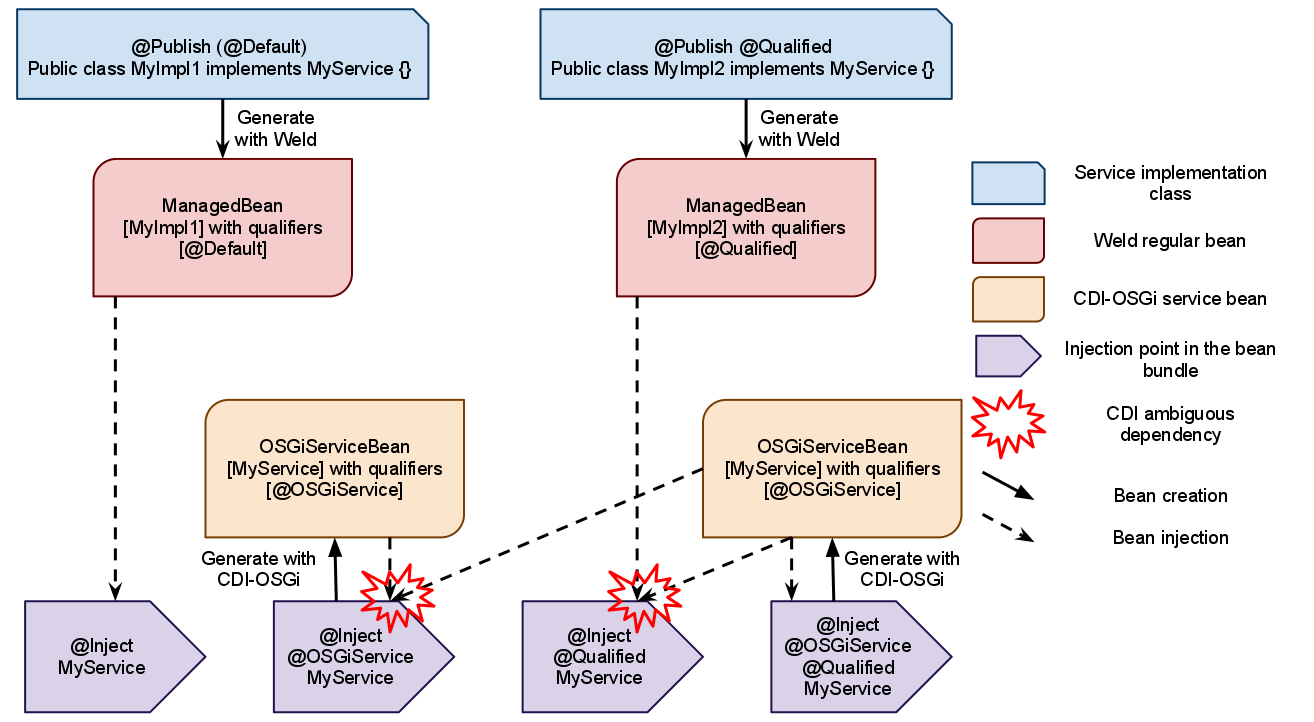 @Publish (@Default)
Public class MyImpl1 implements MyService {}
@Publish @Qualified
Public class MyImpl2 implements MyService {}
Generate
with Weld
Generate
with Weld
ManagedBean
[MyImpl1] with qualifiers
[@Default]
ManagedBean
[MyImpl2] with qualifiers
[@Qualified]
Service implementation
class
Weld regular bean
CDI-OSGi service bean
Injection point in the bean
bundle
CDI ambiguous
dependency
Bean creation
Bean injection
OSGiServiceBean
[MyService] with qualifiers
[@OSGiService]
OSGiServiceBean
[MyService] with qualifiers
[@OSGiService]
Generate with
CDI-OSGi
Generate with
CDI-OSGi
@Inject
MyService
@Inject
@OSGiService
MyService
@Inject
@Qualified
MyService
@Inject
@OSGiService
@Qualified
MyService